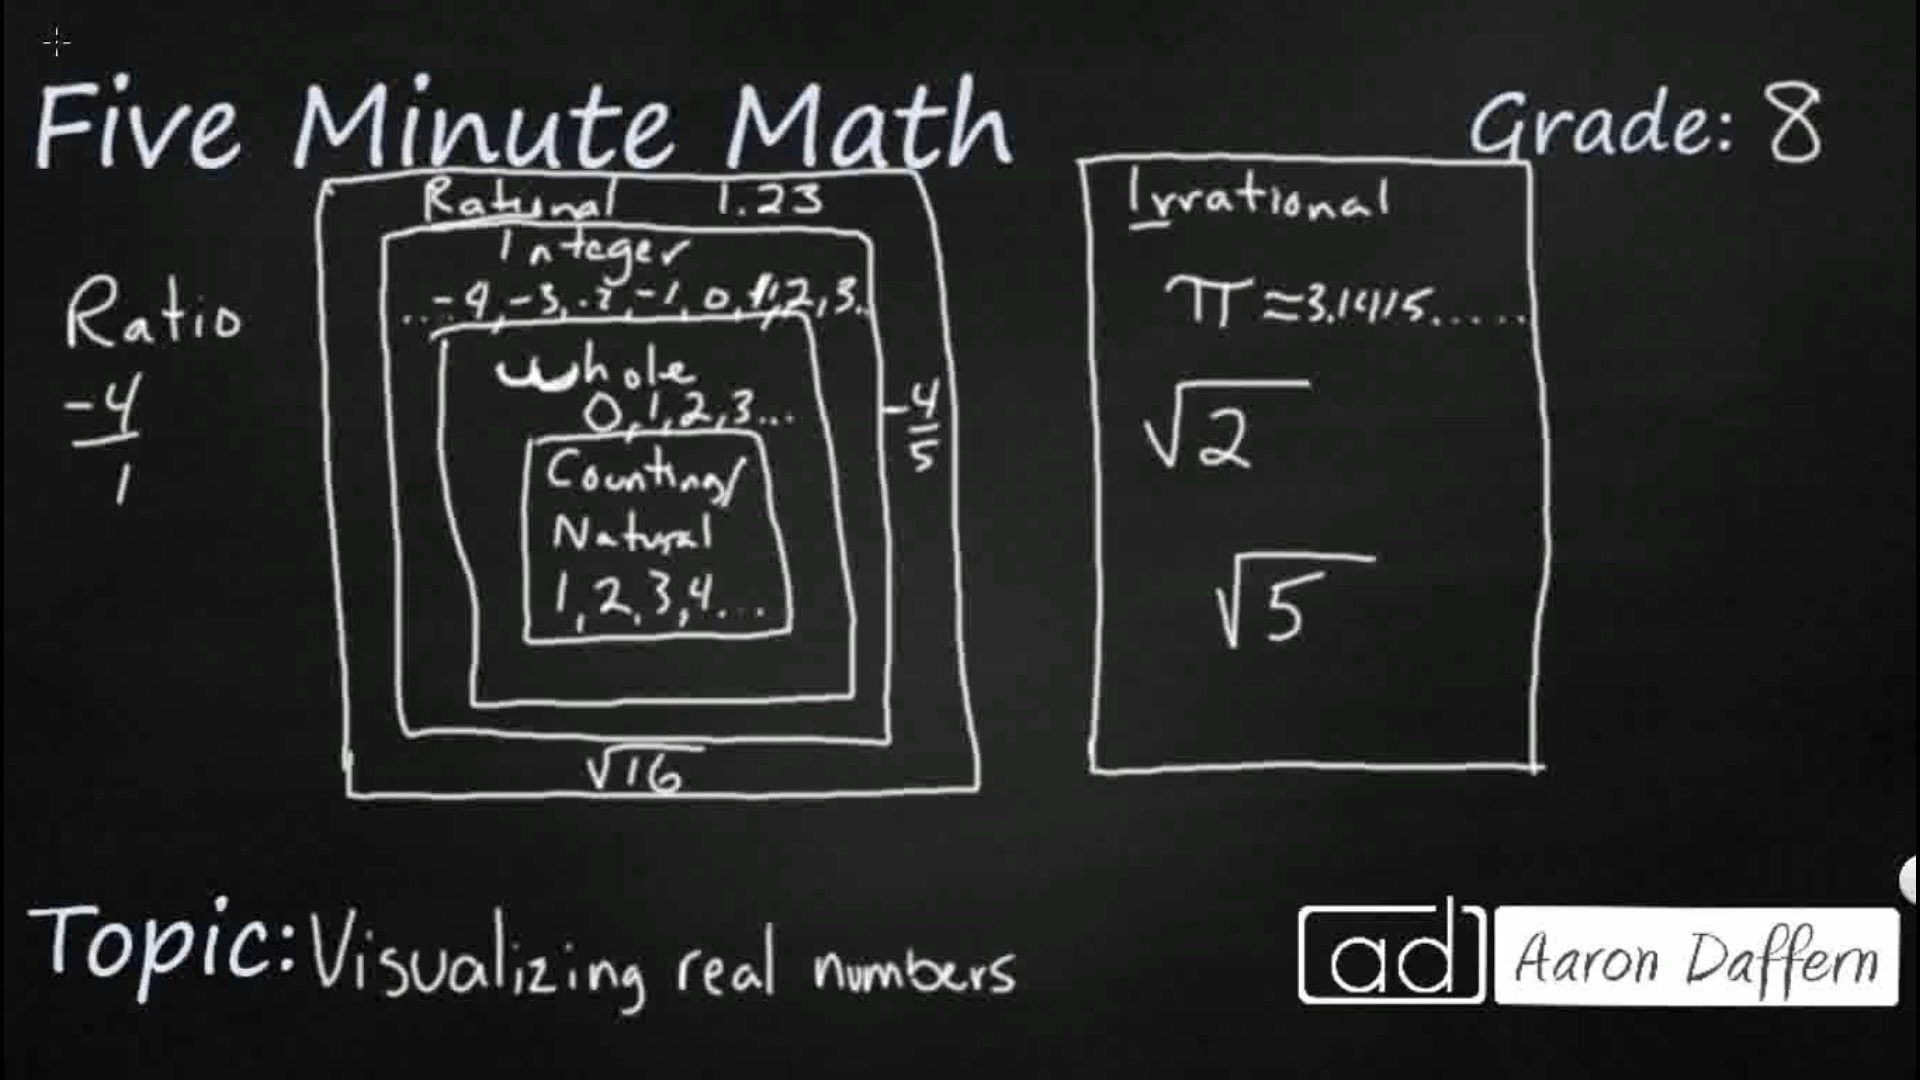 Five Minute Math
Grade: 8
Rational 1.23
Integer
...-4, -3, -2, -1, 0, 1, 2, 3..
Whole
0, 1, 2, 3...
Counting/
Natural
1, 2, 3, 4...
-4/5
√16
Ratio
-4
1
Irrational
π ≈ 3.1415.....
√2
√5
Topic: Visualizing real numbers
ad Aaron Daffern